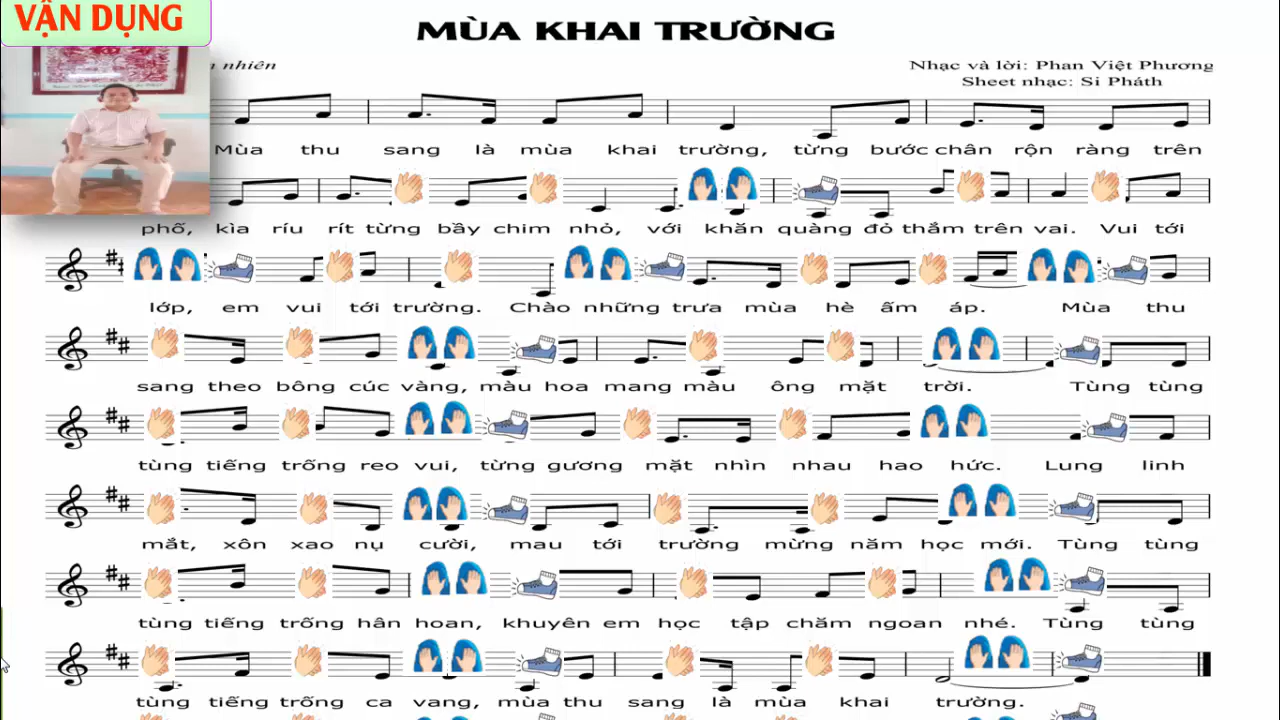 VẬN DỤNG
MÙA KHAI TRƯỜNG
nhiên
Nhạc và lời: Phan Việt Phương
Sheet nhạc: Si Pháth
Mùa thu sang là mùa khai trường, từng bước chân rộn ràng trên
phố, kìa ríu rít từng bầy chim nhỏ, với khăn quàng đỏ thắm trên vai. Vui tới
lớp, em vui tới trường. Chào những trưa mùa hè ấm áp. Mùa thu
sang theo bông cúc vàng, màu hoa mang màu ông mặt trời. Tùng tùng
tùng tiếng trống reo vui, từng gương mặt nhìn nhau hao hức. Lung linh
mắt, xôn xao nụ cười, mau tới trường mừng năm học mới. Tùng tùng
tùng tiếng trống hân hoan, khuyên em học tập chăm ngoan nhé. Tùng tùng
tùng tiếng trống ca vang, mùa thu sang là mùa khai trường.